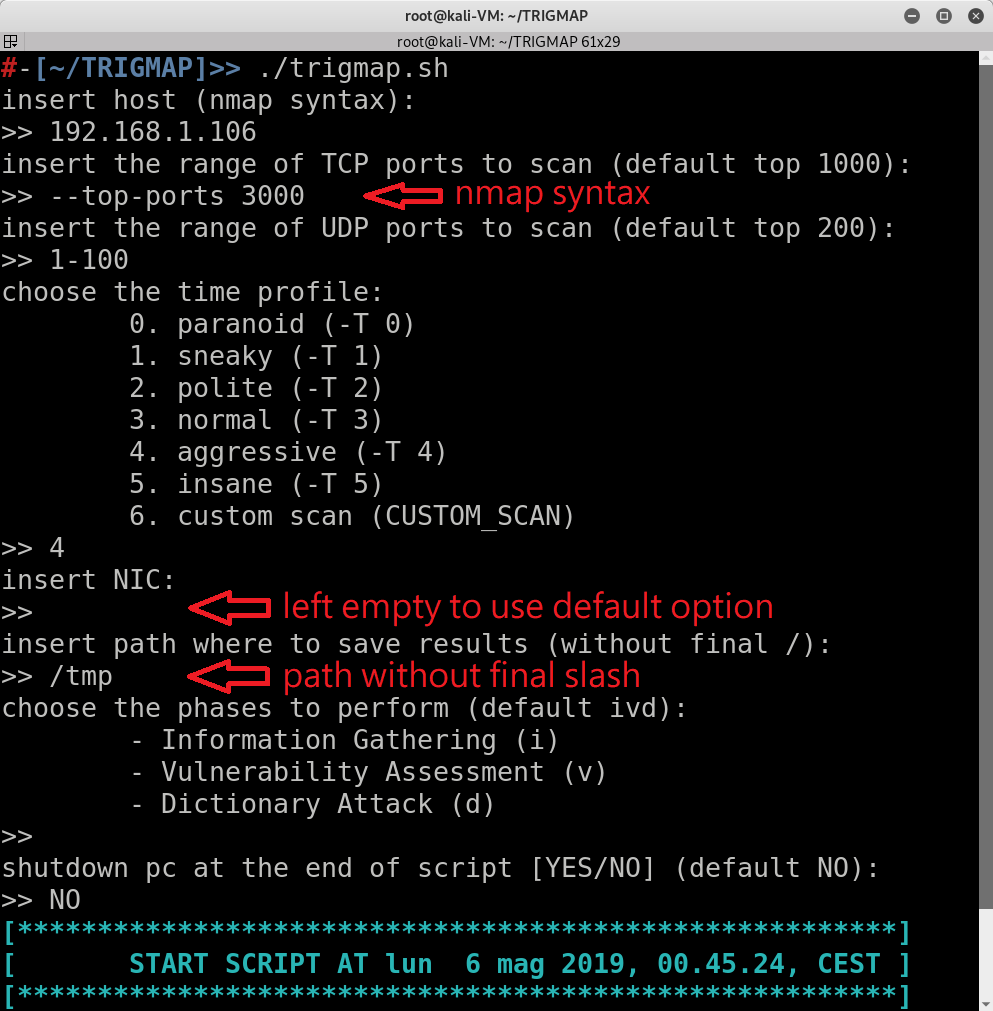 root@kali-VM: ~/TRIGMAP
root@kali-VM: ~/TRIGMAP 61x29
#-[~/TRIGMAP]>> ./trigmap.sh
insert host (nmap syntax):
>> 192.168.1.106
insert the range of TCP ports to scan (default top 1000):
>> --top-ports 3000 nmap syntax
insert the range of UDP ports to scan (default top 200):
>> 1-100
choose the time profile:
0. paranoid (-T 0)
1. sneaky (-T 1)
2. polite (-T 2)
3. normal (-T 3)
4. aggressive (-T 4)
5. insane (-T 5)
6. custom scan (CUSTOM_SCAN)
>> 4
insert NIC:
>> left empty to use default option
insert path where to save results (without final /):
>> /tmp path without final slash
choose the phases to perform (default ivd):
- Information Gathering (i)
- Vulnerability Assessment (v)
- Dictionary Attack (d)
>>
shutdown pc at the end of script [YES/NO] (default NO):
>> NO
[*******************************************************]
[ START SCRIPT AT lun  6 mag 2019, 00.45.24, CEST ]
[*******************************************************]